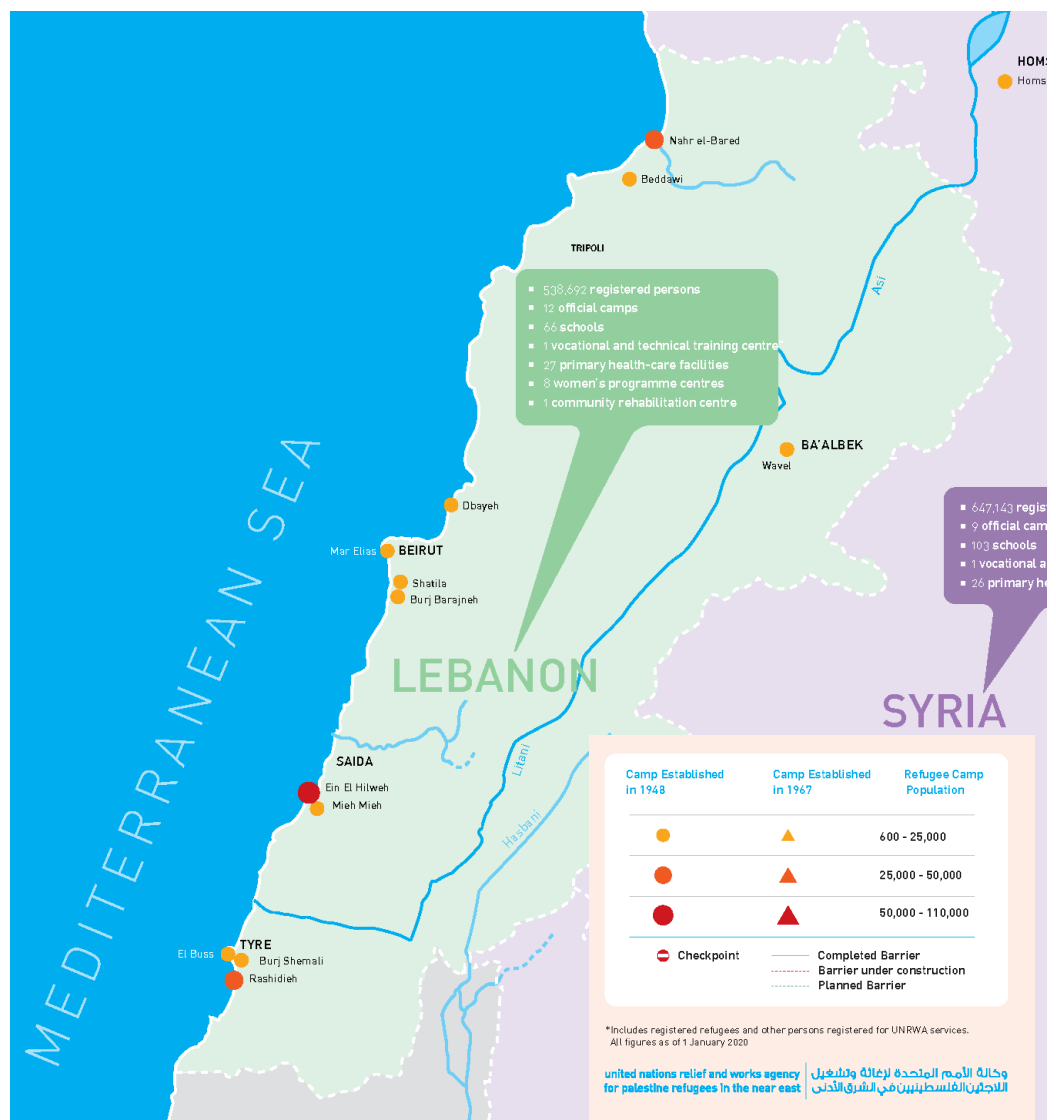 HOM
Homs
Nahr el-Bared
Beddawi
TRIPOLI
538,692 registered persons
12 official camps
66 schools
1 vocational and technical training centre
27 primary health-care facilities
8 women's programme centres
1 community rehabilitation centre
Asi
BA'ALBEK
Wavel
MEDITERRANEAN SEA
Dbayeh
Mar Elias
BEIRUT
Shatila
Burj Barajneh
647,143 regist
9 official cam
103 schools
1 vocational a
26 primary he
LEBANON
SYRIA
SAIDA
Ein El Hilweh
Mieh Mieh
Litani
Hasbani
El Buss
TYRE
Burj Shemali
Rashidieh
Camp Established in 1948
Camp Established in 1967
Refugee Camp Population
600 - 25,000
25,000 - 50,000
50,000 - 110,000
Checkpoint
Completed Barrier
Barrier under construction
Planned Barrier
*Includes registered refugees and other persons registered for UNRWA services.
All figures as of 1 January 2020
united nations relief and works agency
for palestine refugees in the near east
وكالة الأمم المتحدة لإغاثة وتشغيل
اللاجئين الفلسطينيين في الشرق الأدنى